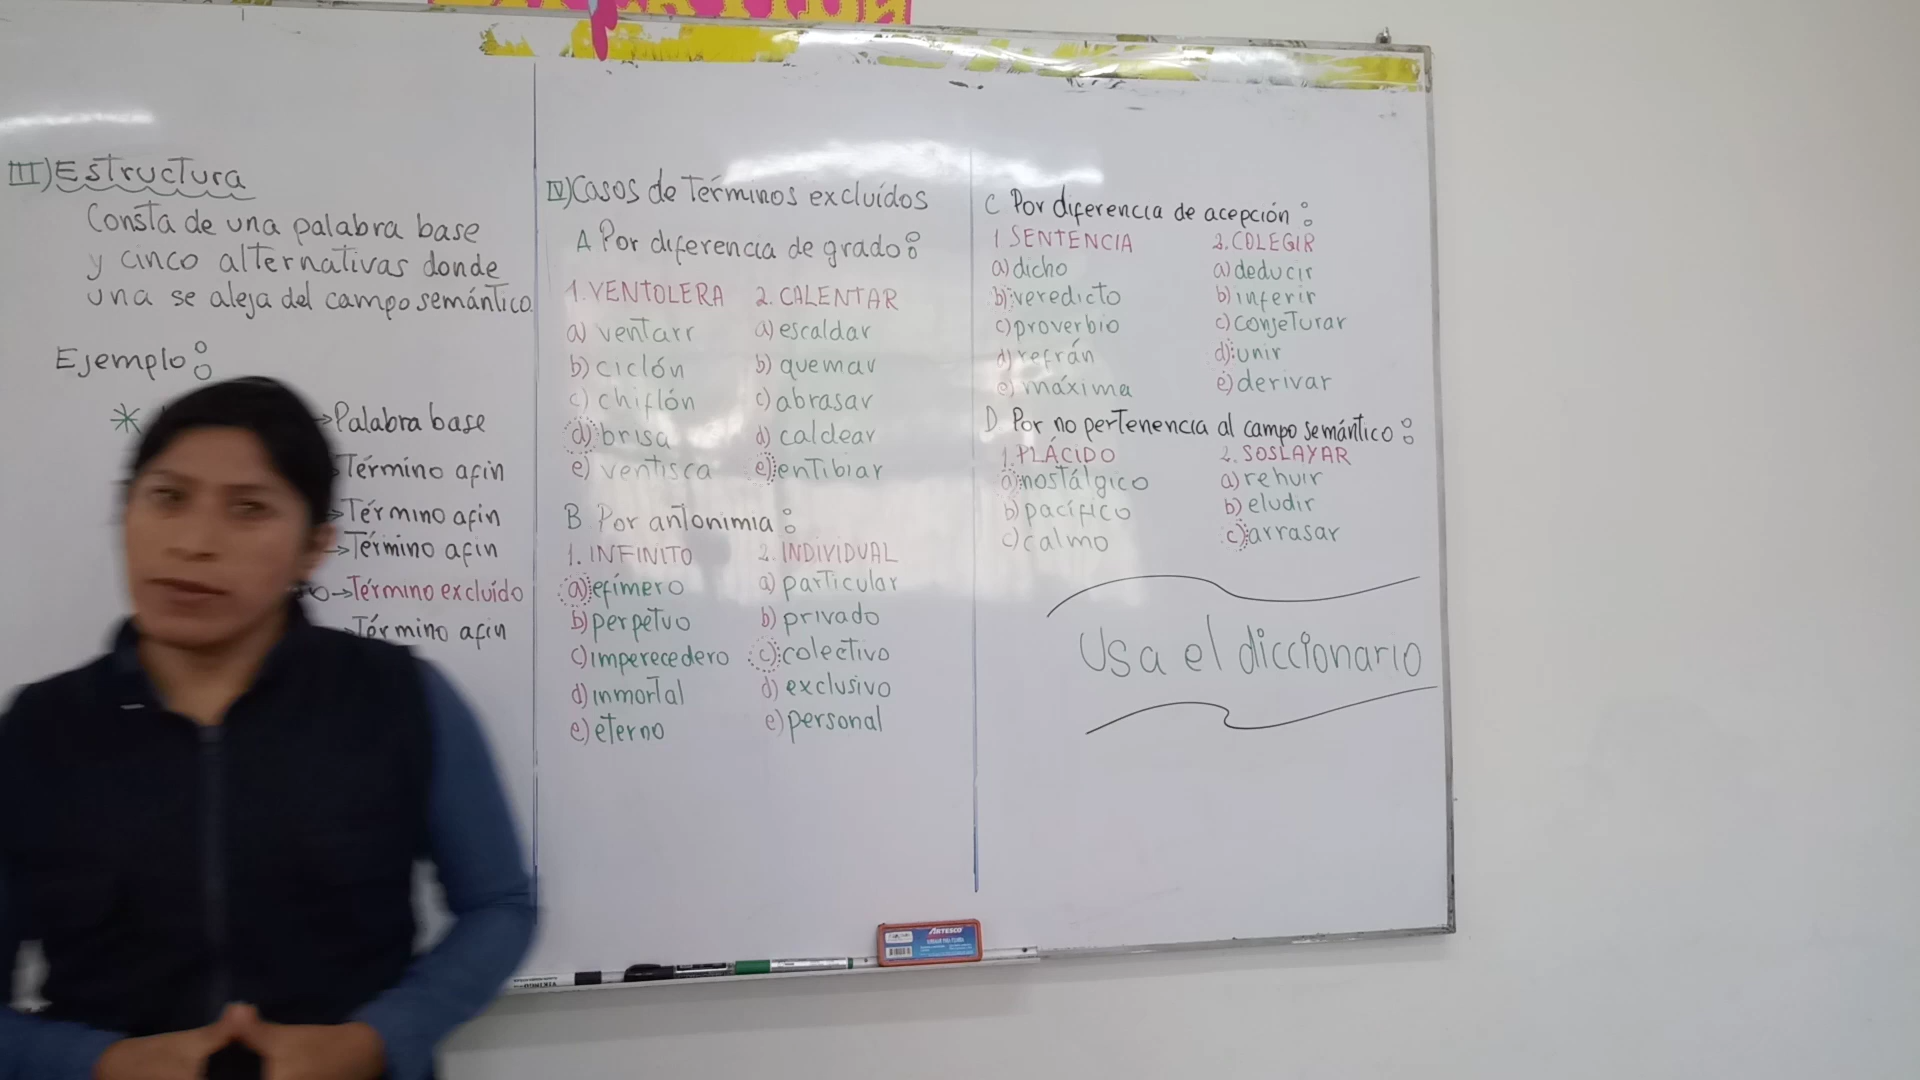 III) Estructura
Consta de una palabra base
y cinco alternativas donde
una se aleja del campo semántico.
Ejemplo:
*
→Palabra base
Término afin
→Término afin
→Término afin
→Término excluído
Término afin
IV) Casos de Términos excluídos
A Por diferencia de grado:
1. VENTOLERA
a) ventarr
b) ciclón
c) chiflón
d) brisa
e) ventisca
2. CALENTAR
a) escaldar
b) quemar
c) abrasar
d) caldear
e) entibiar
B. Por antonimia:
1. INFINITO
a) efímero
b) perpetuo
c) imperecedero
d) inmortal
e) eterno
2. INDIVIDUAL
a) particular
b) privado
c) colectivo
d) exclusivo
e) personal
C Por diferencia de acepción:
1 SENTENCIA
a) dicho
b) veredicto
c) proverbio
d) refrán
e) máxima
2. COLEGIR
a) deducir
b) inferir
c) conjeturar
d) unir
e) derivar
D Por no pertenencia al campo semántico:
1. PLÁCIDO
a) nostálgico
b) pacífico
c) calmo
2. SOSLAYAR
a) rehuir
b) eludir
c) arrasar
Usa el diccionario
ARTESCO